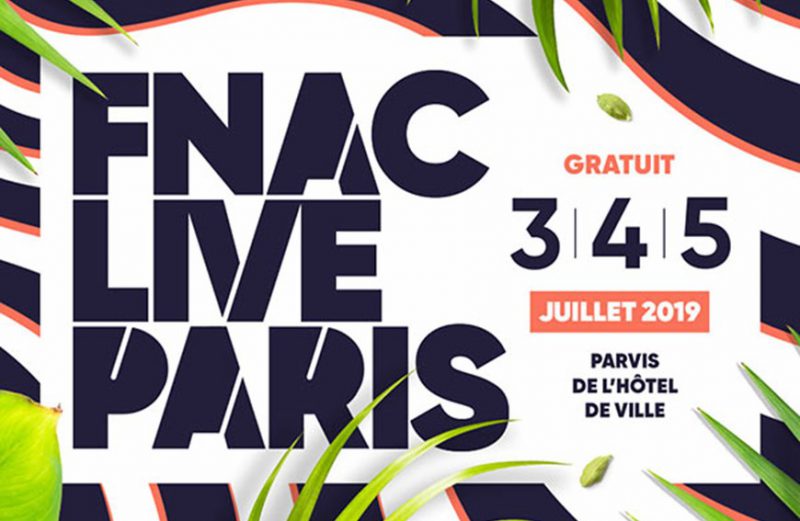 FNAC
LIVE
PARIS
GRATUIT
3|4|5
JUILLET 2019
PARVIS
DE L'HÔTEL
DE VILLE